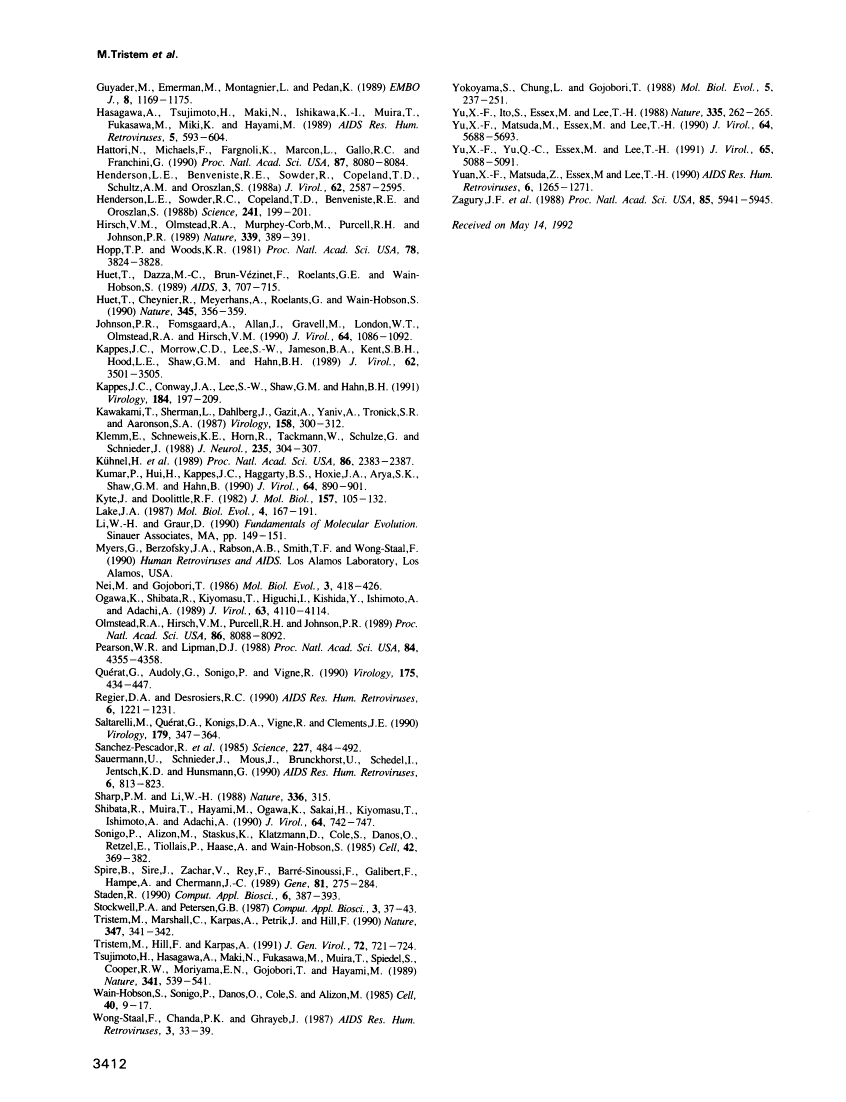 M.Tristem et al.
Guyader,M., Emerman,M., Montagnier,L. and Pedan,K. (1989) EMBO
J., 8, 1169−1175.
Hasagawa,A., Tsujimoto,H., Maki,N., Ishikawa,K.-I., Muira,T.,
Fukasawa,M., Miki,K. and Hayami,M. (1989) AIDS Res. Hum.
Retroviruses, 5, 593−604.
Hattori,N., Michaels,F., Fargnoli,K., Marcon,L., Gallo,R.C. and
Franchini,G. (1990) Proc. Natl. Acad. Sci. USA, 87, 8080−8084.
Henderson,L.E., Benveniste,R.E., Sowder,R., Copeland,T.D.,
Schultz,A.M. and Oroszlan,S. (1988a) J. Virol., 62, 2587−2595.
Henderson,L.E., Sowder,R.C., Copeland,T.D., Benveniste,R.E. and
Oroszlan,S. (1988b) Science, 241, 199−201.
Hirsch,V.M., Olmstead,R.A., Murphey-Corb,M., Purcell,R.H. and
Johnson,P.R. (1989) Nature, 339, 389−391.
Hopp,T.P. and Woods,K.R. (1981) Proc. Natl. Acad. Sci. USA, 78,
3824−3828.
Huet,T., Dazza,M.-C., Brun-Vézinet,F., Roelants,G.E. and Wain-
Hobson,S. (1989) AIDS, 3, 707−715.
Huet,T., Cheynier,R., Meyerhans,A., Roelants,G. and Wain-Hobson,S.
(1990) Nature, 345, 356−359.
Johnson,P.R., Fomsgaard,A., Allan,J., Gravell,M., London,W.T.,
Olmstead,R.A. and Hirsch,V.M. (1990) J. Virol., 64, 1086−1092.
Kappes,J.C., Morrow,C.D., Lee,S.-W., Jameson,B.A., Kent,S.B.H.,
Hood,L.E., Shaw,G.M. and Hahn,B.H. (1989) J. Virol., 62,
3501−3505.
Kappes,J.C., Conway,J.A., Lee,S.-W., Shaw,G.M. and Hahn,B.H. (1991)
Virology, 184, 197−209.
Kawakami,T., Sherman,L., Dahlberg,J., Gazit,A., Yaniv,A., Tronick,S.R.
and Aaronson,S.A. (1987) Virology, 158, 300−312.
Klemm,E., Schneweis,K.E., Horn,R., Tackmann,W., Schulze,G. and
Schnieder,J. (1988) J. Neurol., 235, 304−307.
Kühnel,H. et al. (1989) Proc. Natl. Acad. Sci. USA, 86, 2383−2387.
Kumar,P., Hui,H., Kappes,J.C., Haggarty,B.S., Hoxie,J.A., Arya,S.K.,
Shaw,G.M. and Hahn,B. (1990) J. Virol., 64, 890−901.
Kyte,J. and Doolittle,R.F. (1982) J. Mol. Biol., 157, 105−132.
Lake,J.A. (1987) Mol. Biol. Evol., 4, 167−191.
Li,W.-H. and Graur,D. (1990) Fundamentals of Molecular Evolution.
Sinauer Associates, MA, pp. 149−151.
Myers,G., Berzofsky,J.A., Rabson,A.B., Smith,T.F. and Wong-Staal,F.
(1990) Human Retroviruses and AIDS. Los Alamos Laboratory, Los
Alamos, USA.
Nei,M. and Gojobori,T. (1986) Mol. Biol. Evol., 3, 418−426.
Ogawa,K., Shibata,R., Kiyomasu,T., Higuchi,I., Kishida,Y., Ishimoto,A.
and Adachi,A. (1989) J. Virol., 63, 4110−4114.
Olmstead,R.A., Hirsch,V.M., Purcell,R.H. and Johnson,P.R. (1989) Proc.
Natl. Acad. Sci. USA, 86, 8088−8092.
Pearson,W.R. and Lipman,D.J. (1988) Proc. Natl. Acad. Sci. USA, 84,
4355−4358.
Quérat,G., Audoly,G., Sonigo,P. and Vigne,R. (1990) Virology, 175,
434−447.
Regier,D.A. and Desrosiers,R.C. (1990) AIDS Res. Hum. Retroviruses,
6, 1221−1231.
Saltarelli,M., Quérat,G., Konigs,D.A., Vigne,R. and Clements,J.E. (1990)
Virology, 179, 347−364.
Sanchez-Pescador,R. et al. (1985) Science, 227, 484−492.
Sauermann,U., Schnieder,J., Mous,J., Brunckhorst,U., Schedel,I.,
Jentsch,K.D. and Hunsmann,G. (1990) AIDS Res. Hum. Retroviruses,
6, 813−823.
Sharp,P.M. and Li,W.-H. (1988) Nature, 336, 315.
Shibata,R., Muira,T., Hayami,M., Ogawa,K., Sakai,H., Kiyomasu,T.,
Ishimoto,A. and Adachi,A. (1990) J. Virol., 64, 742−747.
Sonigo,P., Alizon,M., Staskus,K., Klatzmann,D., Cole,S., Danos,O.,
Retzel,E., Tiollais,P., Haase,A. and Wain-Hobson,S. (1985) Cell, 42,
369−382.
Spire,B., Sire,J., Zachar,V., Rey,F., Barré-Sinoussi,F., Galibert,F.,
Hampe,A. and Chermann,J.-C. (1989) Gene, 81, 275−284.
Staden,R. (1990) Comput. Appl. Biosci., 6, 387−393.
Stockwell,P.A. and Petersen,G.B. (1987) Comput. Appl. Biosci., 3, 37−43.
Tristem,M., Marshall,C., Karpas,A., Petrik,J. and Hill,F. (1990) Nature,
347, 341−342.
Tristem,M., Hill,F. and Karpas,A. (1991) J. Gen. Virol., 72, 721−724.
Tsujimoto,H., Hasagawa,A., Maki,N., Fukasawa,M., Muira,T., Spiedel,S.,
Cooper,R.W., Moriyama,E.N., Gojobori,T. and Hayami,M. (1989)
Nature, 341, 539−541.
Wain-Hobson,S., Sonigo,P., Danos,O., Cole,S. and Alizon,M. (1985) Cell,
40, 9−17.
Wong-Staal,F., Chanda,P.K. and Ghrayeb,J. (1987) AIDS Res. Hum.
Retroviruses, 3, 33−39.
Yokoyama,S., Chung,L. and Gojobori,T. (1988) Mol. Biol. Evol., 5,
237−251.
Yu,X.-F., Ito,S., Essex,M. and Lee,T.-H. (1988) Nature, 335, 262−265.
Yu,X.-F., Matsuda,M., Essex,M. and Lee,T.-H. (1990) J. Virol., 64,
5688−5693.
Yu,X.-F., Yu,Q.-C., Essex,M. and Lee,T.-H. (1991) J. Virol., 65,
5088−5091.
Yuan,X.-F., Matsuda,Z., Essex,M and Lee,T.-H. (1990) AIDS Res. Hum.
Retroviruses, 6, 1265−1271.
Zagury,J.F. et al. (1988) Proc. Natl. Acad. Sci. USA, 85, 5941−5945.
Received on May 14, 1992
3412